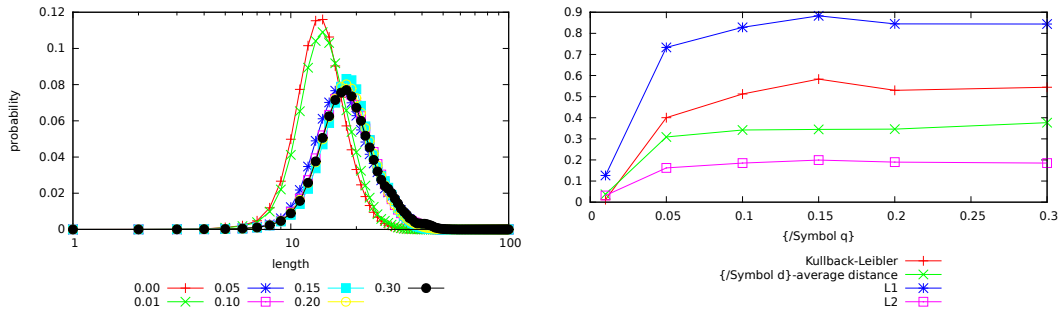 0.12
0.1
0.08
0.06
0.04
0.02
0
probability
1 10 100
length
0.00 0.05 0.15 0.30
0.01 0.10 0.20
0.9
0.8
0.7
0.6
0.5
0.4
0.3
0.2
0.1
0
0 0.05 0.1 0.15 0.2 0.25 0.3
{/Symbol q}
Kullback-Leibler
{/Symbol d}-average distance
L1
L2